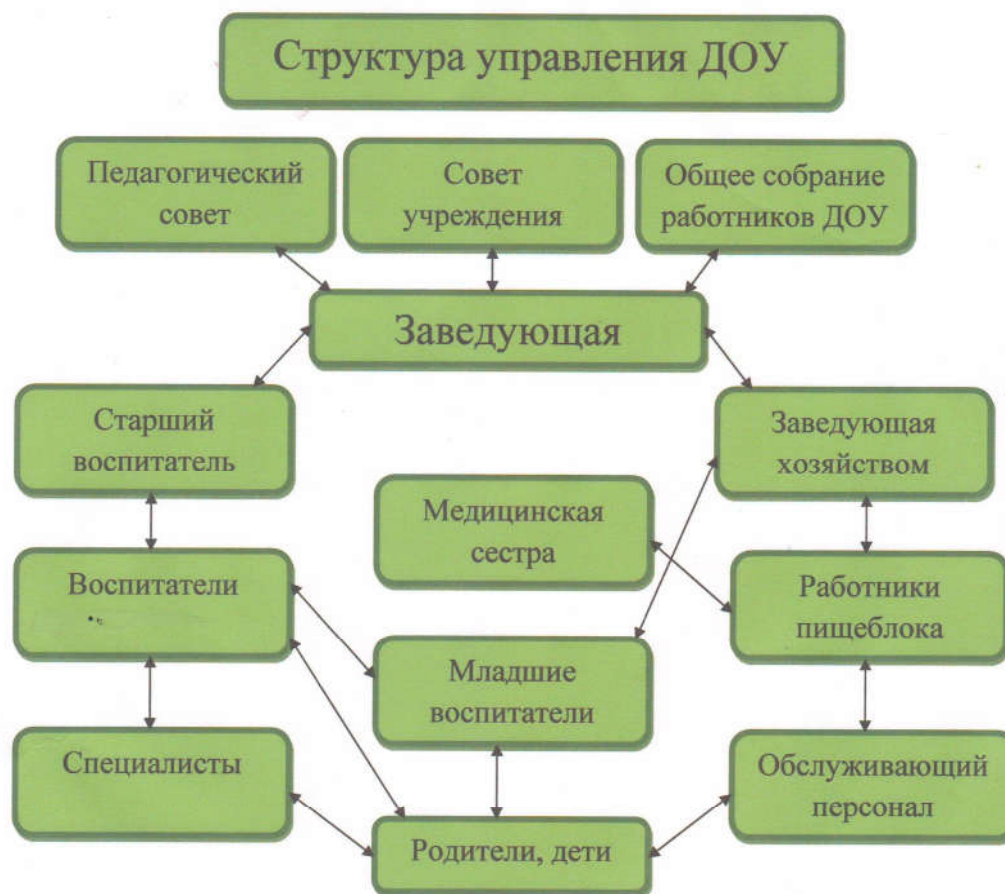 Структура управления ДОУ
Педагогический
совет
Совет
учреждения
Общее собрание
работников ДОУ
Заведующая
Старший
воспитатель
Заведующая
хозяйством
Медицинская
сестра
Воспитатели
Работники
пищеблока
Младшие
воспитатели
Специалисты
Обслуживающий
персонал
Родители, дети